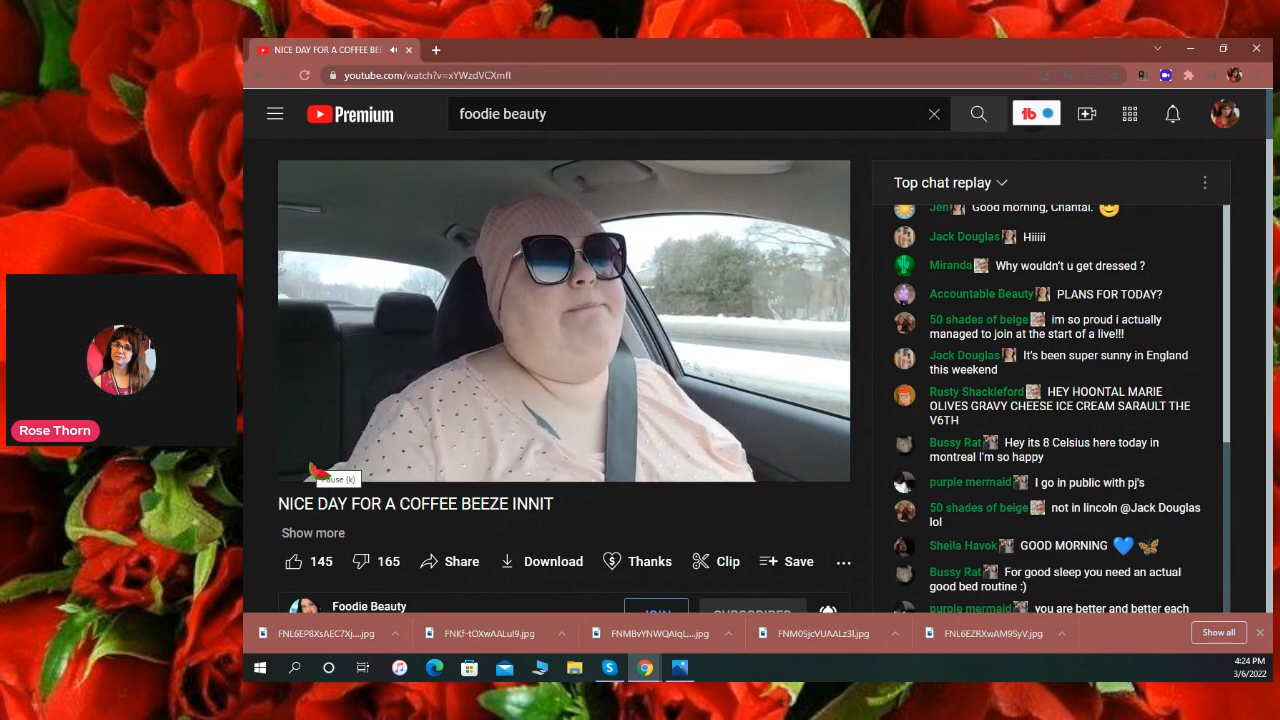 NICE DAY FOR A COFFEE BEE
youtube.com/watch?v=xYWzdVCXmfI
Premium
foodie beauty
Top chat replay
Jen Good morning, Chantal.
Jack Douglas Hiiiii
Miranda Why wouldn't u get dressed ?
Accountable Beauty PLANS FOR TODAY?
50 shades of beige im so proud i actually
managed to join at the start of a live!!!
Jack Douglas It's been super sunny in England
this weekend
Rusty Shackleford HEY HOONTAL MARIE
OLIVES GRAVY CHEESE ICE CREAM SARAULT THE
V6TH
Bussy Rat Hey its 8 Celsius here today in
montreal I'm so happy
purple mermaid I go in public with pj's
50 shades of beige not in lincoln @Jack Douglas
lol
Sheila Havok GOOD MORNING
Bussy Rat For good sleep you need an actual
good bed routine :)
purple mermaid you are better and better each
Rose Thorn
Pause (k)
NICE DAY FOR A COFFEE BEEZE INNIT
Show more
145 165 Share Download Thanks Clip Save
Foodie Beauty
JOIN SUBSCRIBED
FNL6EP8XsAEC7Xj....jpg FNKf-tOXwAALuI9.jpg FNMBvYNWQAIqL....jpg FNM0SjcVUAALz3I.jpg FNL6EZRXwAM9SyV.jpg Show all
4:24 PM
3/6/2022